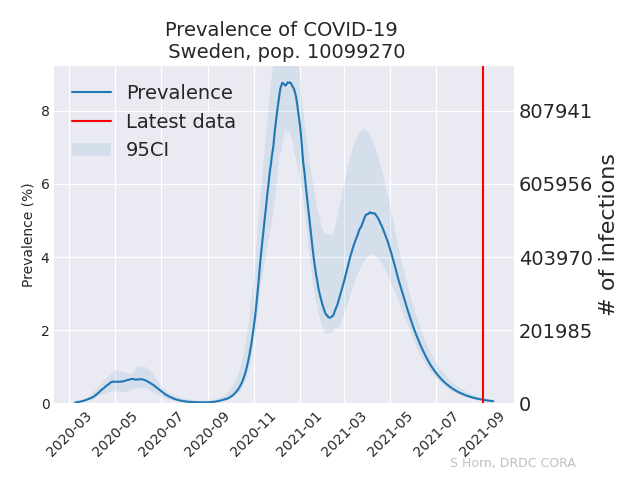 Prevalence of COVID-19
Sweden, pop. 10099270
Prevalence
Latest data
95CI
Prevalence (%)
8
6
4
2
0
807941
605956
403970
201985
0
# of infections
2020-03
2020-05
2020-07
2020-09
2020-11
2021-01
2021-03
2021-05
2021-07
2021-09
S Horn, DRDC CORA